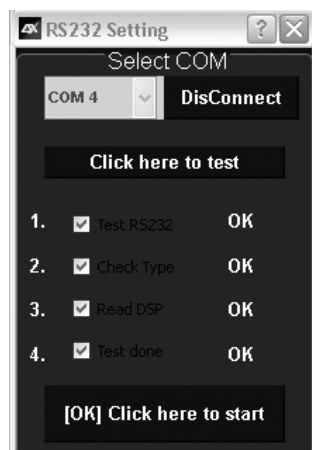 RS232 Setting
Select COM
COM 4 DisConnect
Click here to test
1. Test RS232 OK
2. Check Type OK
3. Read DSP OK
4. Test done OK
[OK] Click here to start